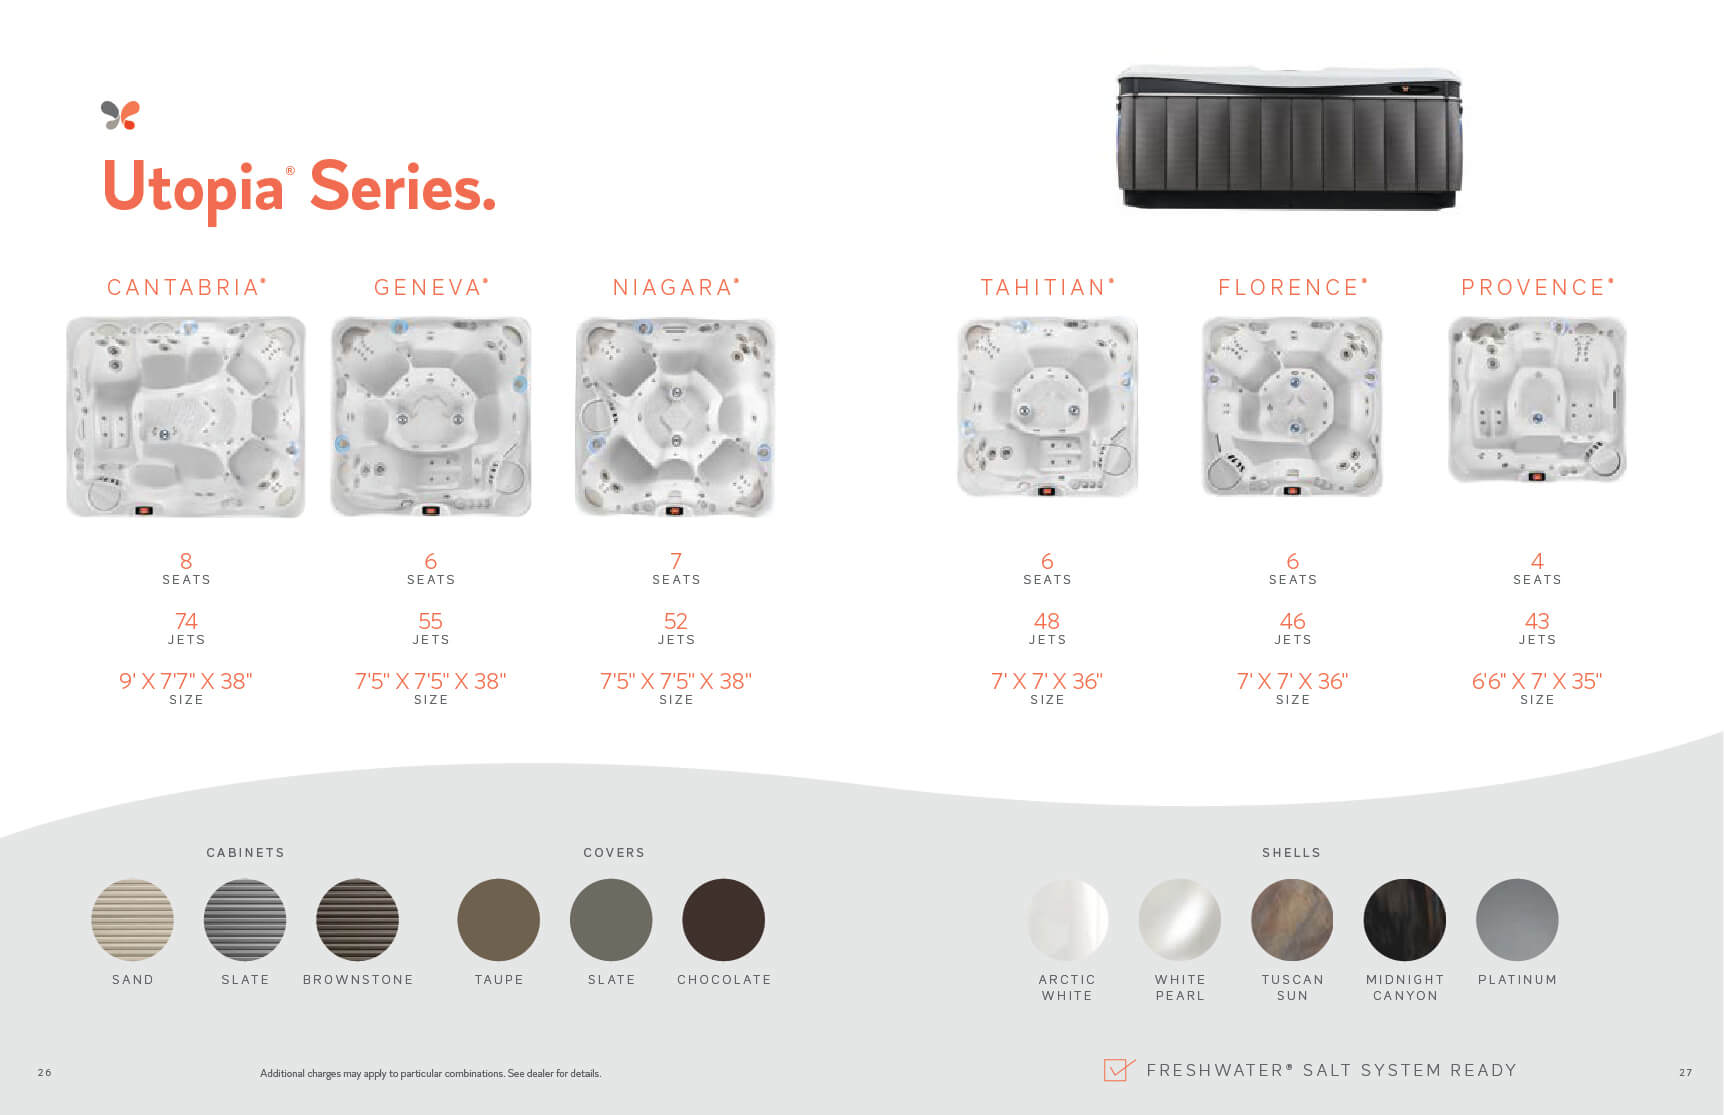 Utopia® Series.
CANTABRIA®
GENEVA®
NIAGARA®
TAHITIAN®
FLORENCE®
PROVENCE®
8
SEATS
74
JETS
9' X 7'7" X 38"
SIZE
6
SEATS
55
JETS
7'5" X 7'5" X 38"
SIZE
7
SEATS
52
JETS
7'5" X 7'5" X 38"
SIZE
6
SEATS
48
JETS
7' X 7' X 36"
SIZE
6
SEATS
46
JETS
7' X 7' X 36"
SIZE
4
SEATS
43
JETS
6'6" X 7' X 35"
SIZE
CABINETS
SAND
SLATE
BROWNSTONE
COVERS
TAUPE
SLATE
CHOCOLATE
SHELLS
ARCTIC
WHITE
WHITE
PEARL
TUSCAN
SUN
MIDNIGHT
CANYON
PLATINUM
26
Additional charges may apply to particular combinations. See dealer for details.
FRESHWATER® SALT SYSTEM READY
27